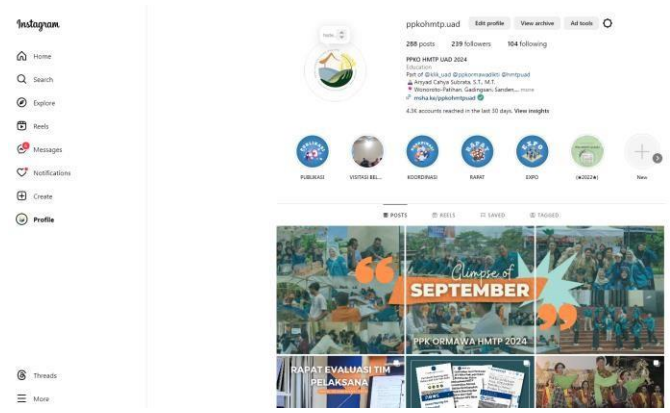 Instagram
Home
Search
Explore
Reels
Messages
Notifications
Create
Profile
Threads
More
ppkohmtp.uad
Edit profile
View archive
Ad tools
288 posts 239 followers 104 following
PPKO HMTP UAD 2024
Education
Part of @klik_uad @ppkormawadikti @hmtpuad
Arsyad Cahya Subrata, S.T., M.T.
Wonoroto-Patihan, Gadingsari, Sanden... more
msha.ke/ppkohmtpuad
4.3K accounts reached in the last 30 days. View insights
PUBLIKASI
VISITASI BEL...
KOORDINASI
RAPAT
EXPO
(★2023★)
New
POSTS
REELS
SAVED
TAGGED
Glimpse of
SEPTEMBER
PPK ORMAWA HMTP 2024
RAPAT EVALUASI TIM
PELAKSANA